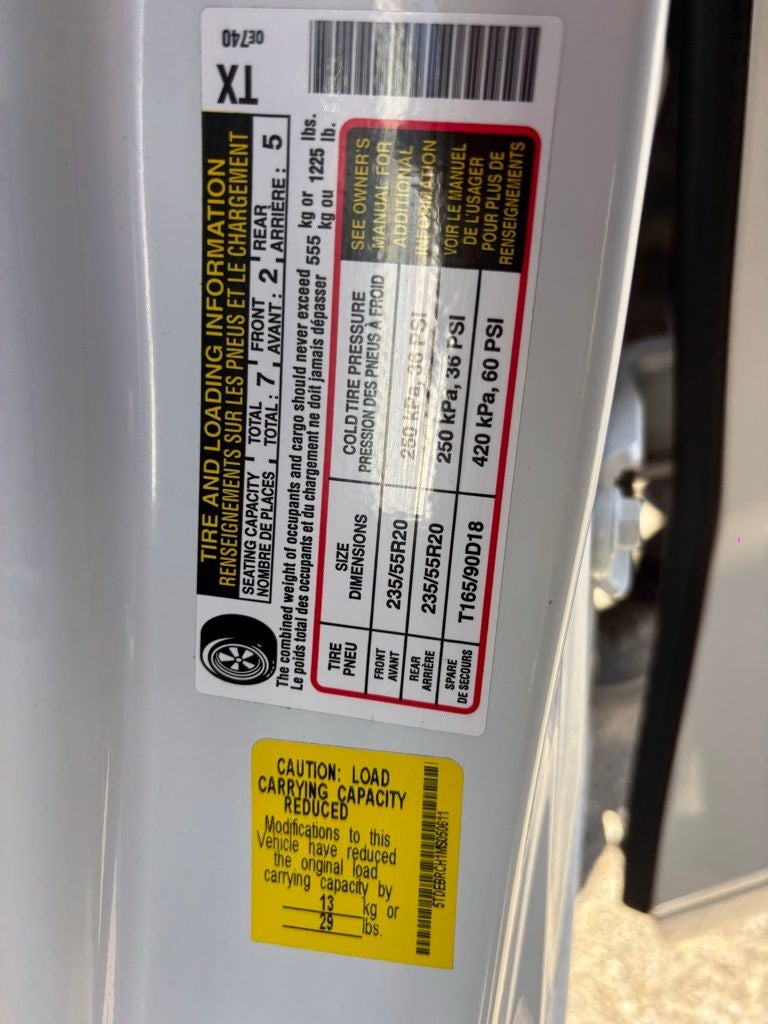 TIRE AND LOADING INFORMATION
RENSEIGNEMENTS SUR LES PNEUS ET LE CHARGEMENT
TX
0E740
SEATING CAPACITY TOTAL FRONT REAR
NOMBRE DE PLACES TOTAL: 7 AVANT: 2 ARRIÈRE: 5
The combined weight of occupants and cargo should never exceed 555 kg or 1225 lbs.
Le poids total des occupants et du chargement ne doit jamais dépasser 555 kg ou 1225 lb.
TIRE
PNEU
SIZE
DIMENSIONS
COLD TIRE PRESSURE
PRESSION DES PNEUS À FROID
FRONT
AVANT
235/55R20
250 kPa, 36 PSI
REAR
ARRIÈRE
235/55R20
250 kPa, 36 PSI
SPARE
DE SECOURS
T165/90D18
420 kPa, 60 PSI
SEE OWNER'S
MANUAL FOR
ADDITIONAL
INFORMATION
VOIR LE MANUEL
DE L'USAGER
POUR PLUS DE
RENSEIGNEMENTS
CAUTION: LOAD
CARRYING CAPACITY
REDUCED
Modifications to this
Vehicle have reduced
the original load
carrying capacity by
13 kg or
29 lbs.
5TDEBRCH1MS050611